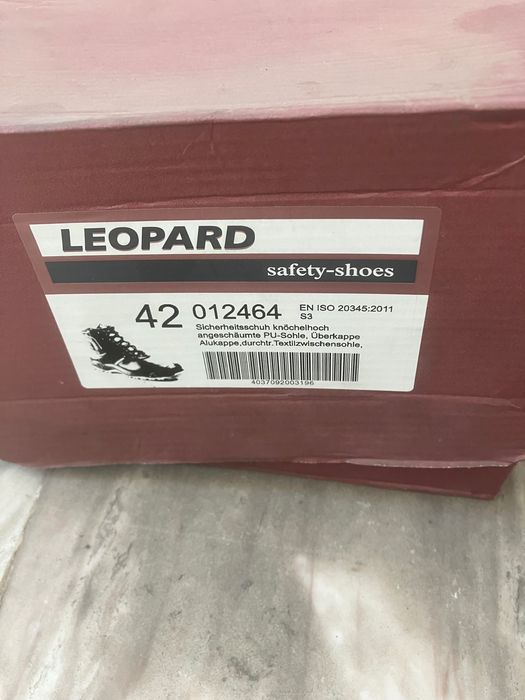 LEOPARD
safety-shoes
42 012464 EN ISO 20345:2011
S3
Sicherheitsschuh knöchelhoch
angeschäumte PU-Sohle, Überkappe
Alukappe,durchtr.Textilzwischensohle,
4037092003196